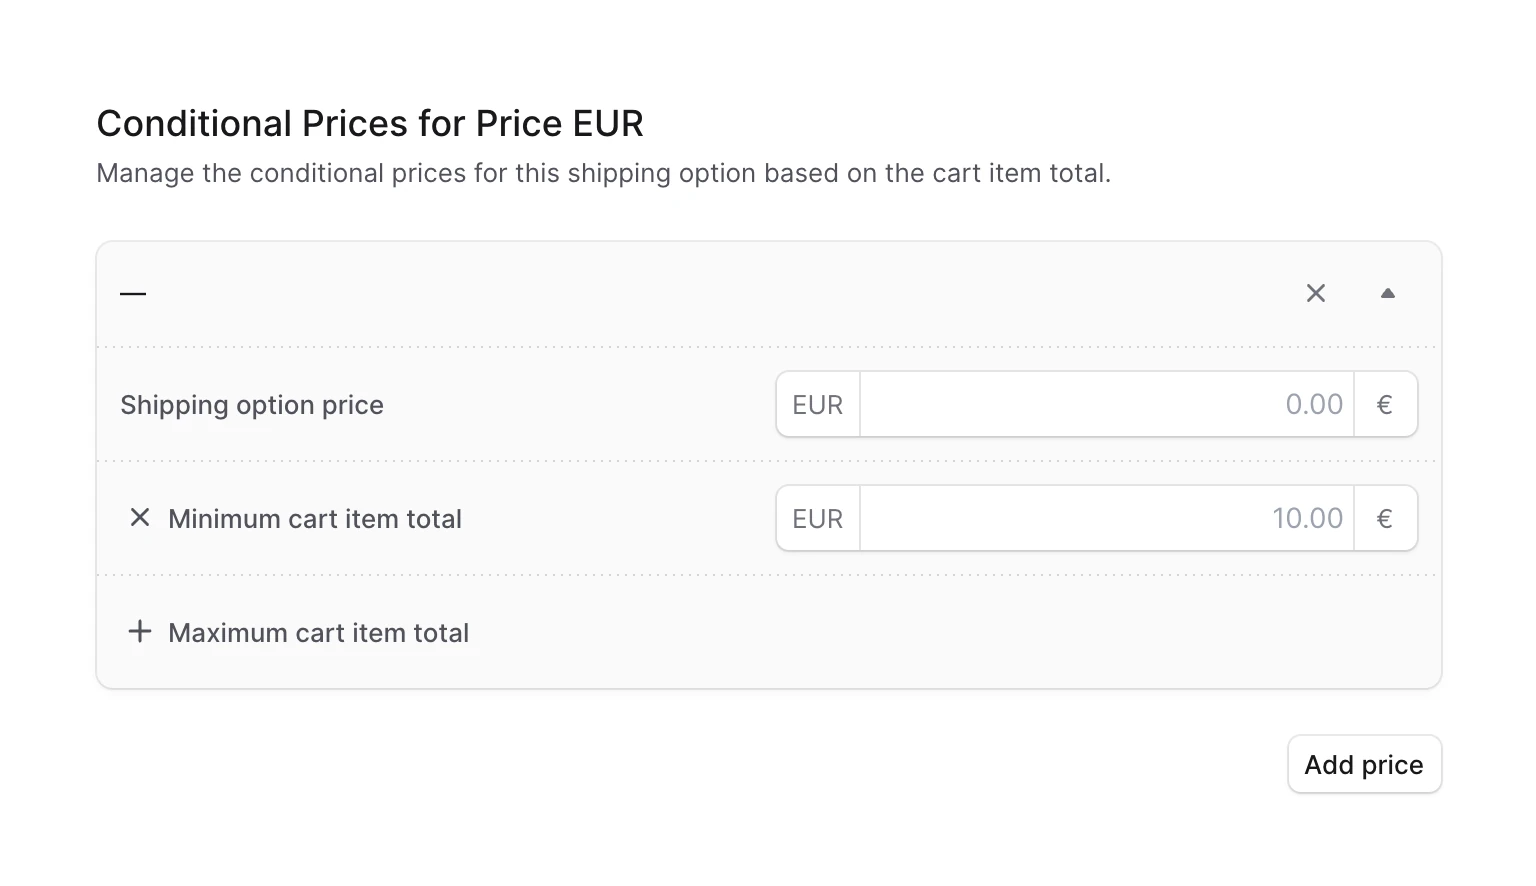 Conditional Prices for Price EUR
Manage the conditional prices for this shipping option based on the cart item total.
—
Shipping option price EUR 0.00 €
Minimum cart item total EUR 10.00 €
Maximum cart item total
Add price